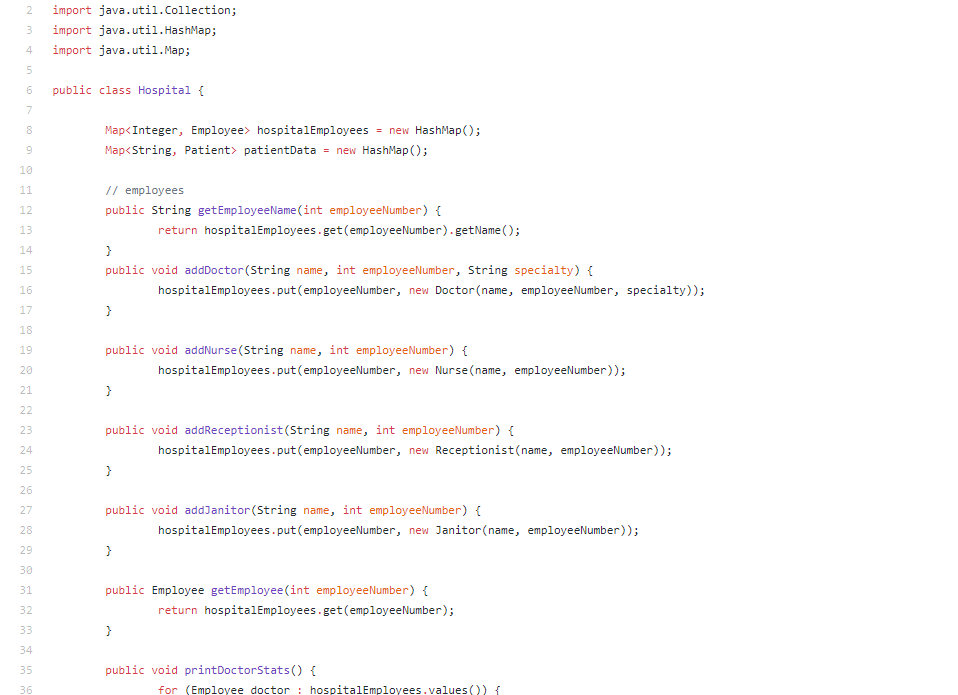 2 import java.util.Collection;
3 import java.util.HashMap;
4 import java.util.Map;
5
6 public class Hospital {
7
8 Map<Integer, Employee> hospitalEmployees = new HashMap();
9 Map<String, Patient> patientData = new HashMap();
10
11 // employees
12 public String getEmployeeName(int employeeNumber) {
13 return hospitalEmployees.get(employeeNumber).getName();
14 }
15 public void addDoctor(String name, int employeeNumber, String specialty) {
16 hospitalEmployees.put(employeeNumber, new Doctor(name, employeeNumber, specialty));
17 }
18
19 public void addNurse(String name, int employeeNumber) {
20 hospitalEmployees.put(employeeNumber, new Nurse(name, employeeNumber));
21 }
22
23 public void addReceptionist(String name, int employeeNumber) {
24 hospitalEmployees.put(employeeNumber, new Receptionist(name, employeeNumber));
25 }
26
27 public void addJanitor(String name, int employeeNumber) {
28 hospitalEmployees.put(employeeNumber, new Janitor(name, employeeNumber));
29 }
30
31 public Employee getEmployee(int employeeNumber) {
32 return hospitalEmployees.get(employeeNumber);
33 }
34
35 public void printDoctorStats() {
36 for (Employee doctor : hospitalEmployees.values()) {